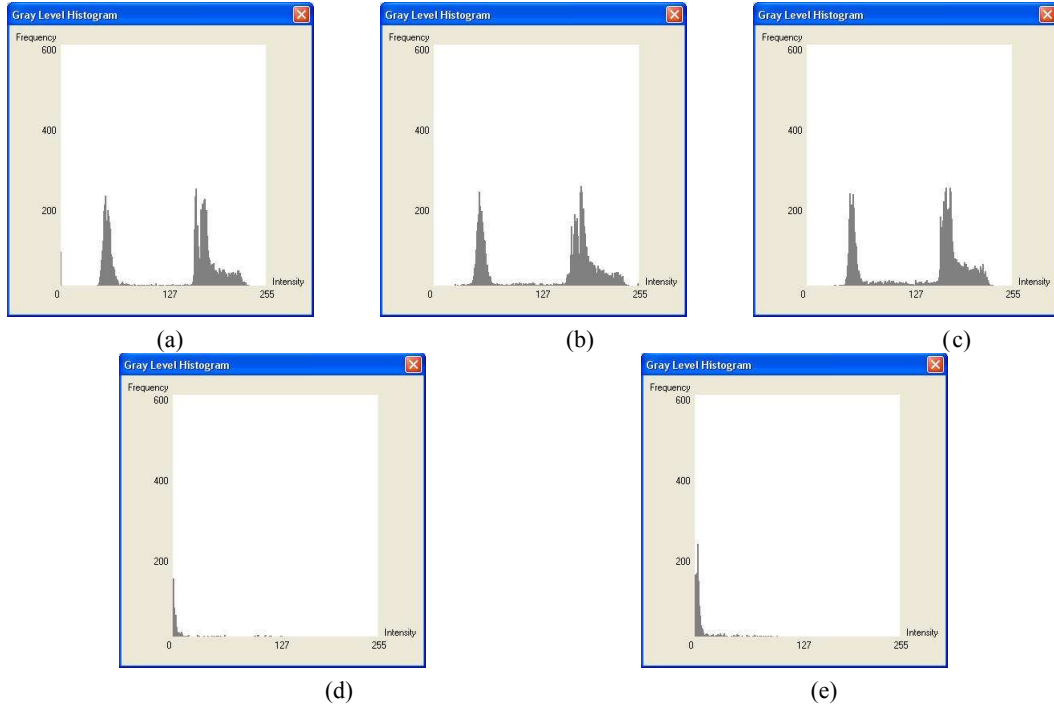 Gray Level Histogram
Frequency
600
400
200
Intensity
0 127 255
(a)
Gray Level Histogram
Frequency
600
400
200
Intensity
0 127 255
(b)
Gray Level Histogram
Frequency
600
400
200
Intensity
0 127 255
(c)
Gray Level Histogram
Frequency
600
400
200
Intensity
0 127 255
(d)
Gray Level Histogram
Frequency
600
400
200
Intensity
0 127 255
(e)